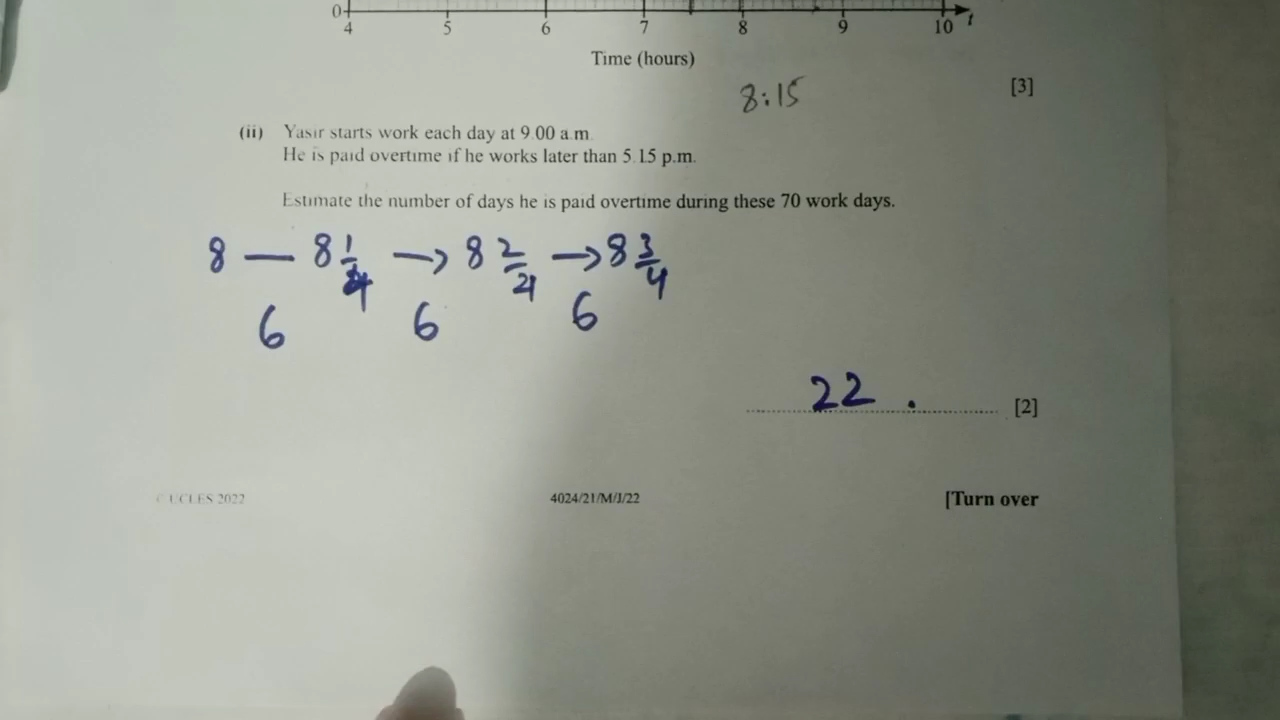 0
4 5 6 7 8 9 10 t
Time (hours)
8:15 [3]
(ii) Yasir starts work each day at 9.00 a.m.
He is paid overtime if he works later than 5.15 p.m.
Estimate the number of days he is paid overtime during these 70 work days.
8 — 8 1/4 → 8 2/4 → 8 3/4
6 6 6
22 . [2]
© UCLES 2022 4024/21/M/J/22 [Turn over